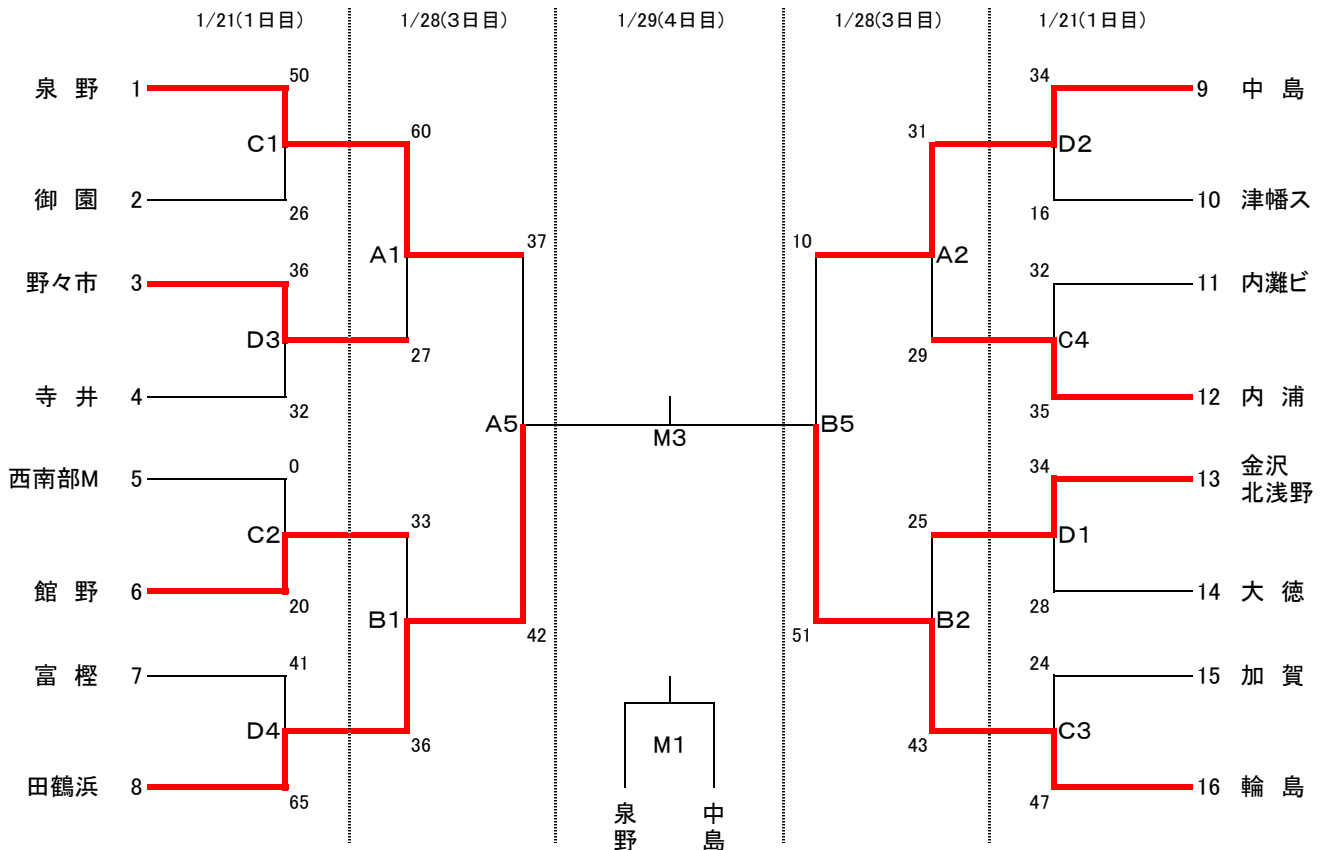 1/21(1日目) 1/28(3日目) 1/29(4日目) 1/28(3日目) 1/21(1日目)
50 34
泉 野 1 9 中 島
60 31
C1 D2
御 園 2 10 津幡ス
26 16
37 10
A1 A2
36 32
野々市 3 11 内灘ビ
D3 C4
27 29
寺 井 4 12 内 浦
32 35
A5 M3 B5
0 34
西南部M 5 13 金沢
北浅野
33 25
C2 D1
館 野 6 14 大 徳
20 28
B1 B2
42 51
41 24
富 樫 7 15 加 賀
D4 C3
36 M1 43
田鶴浜 8 16 輪 島
65 47
泉野 中島